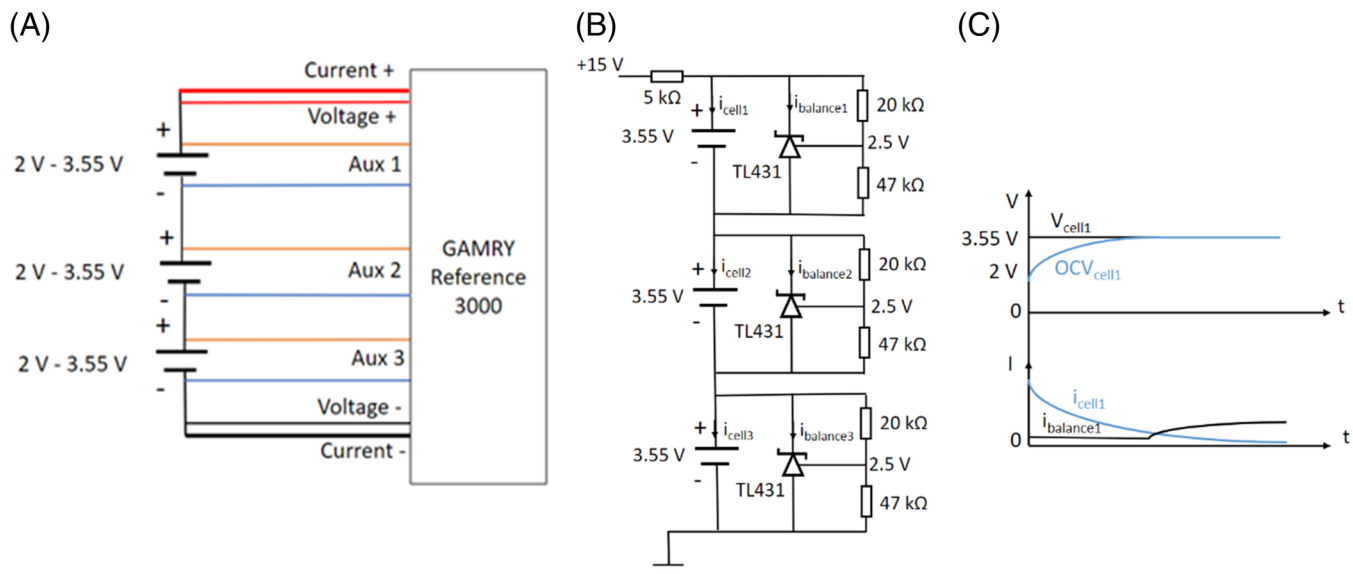 (A)
Current +
Voltage +
+
2 V - 3.55 V
Aux 1
-
+
2 V - 3.55 V
Aux 2
-
+
2 V - 3.55 V
Aux 3
-
Voltage -
Current -
GAMRY
Reference
3000
(B)
+15 V
5 kΩ
icell1
ibalance1
20 kΩ
+
3.55 V
2.5 V
-
TL431
47 kΩ
icell2
ibalance2
20 kΩ
+
3.55 V
2.5 V
-
TL431
47 kΩ
icell3
ibalance3
20 kΩ
+
3.55 V
2.5 V
-
TL431
47 kΩ
(C)
V
Vcell1
3.55 V
2 V
OCVcell1
0
t
I
icell1
ibalance1
0
t